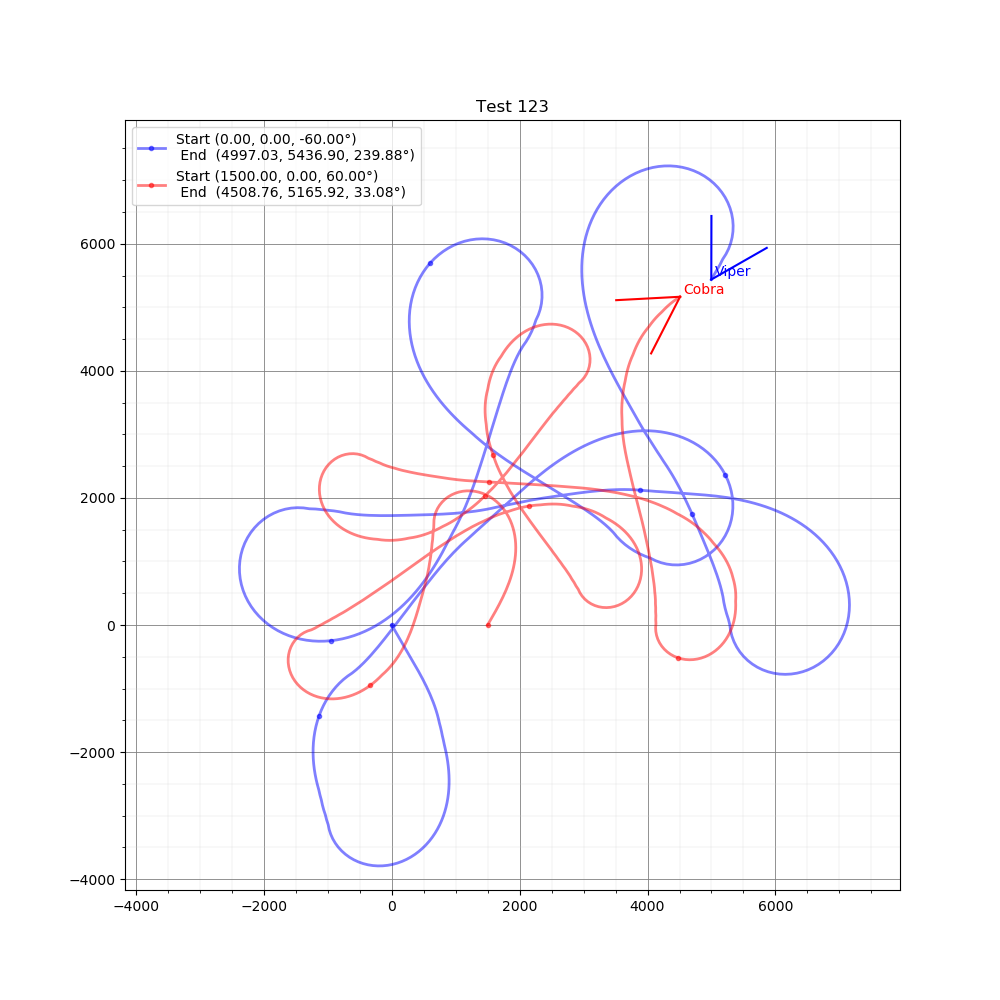 Test 123
Start (0.00, 0.00, -60.00°)
End  (4997.03, 5436.90, 239.88°)
Start (1500.00, 0.00, 60.00°)
End  (4508.76, 5165.92, 33.08°)
Viper
Cobra
6000
4000
2000
0
−2000
−4000
−4000
−2000
0
2000
4000
6000